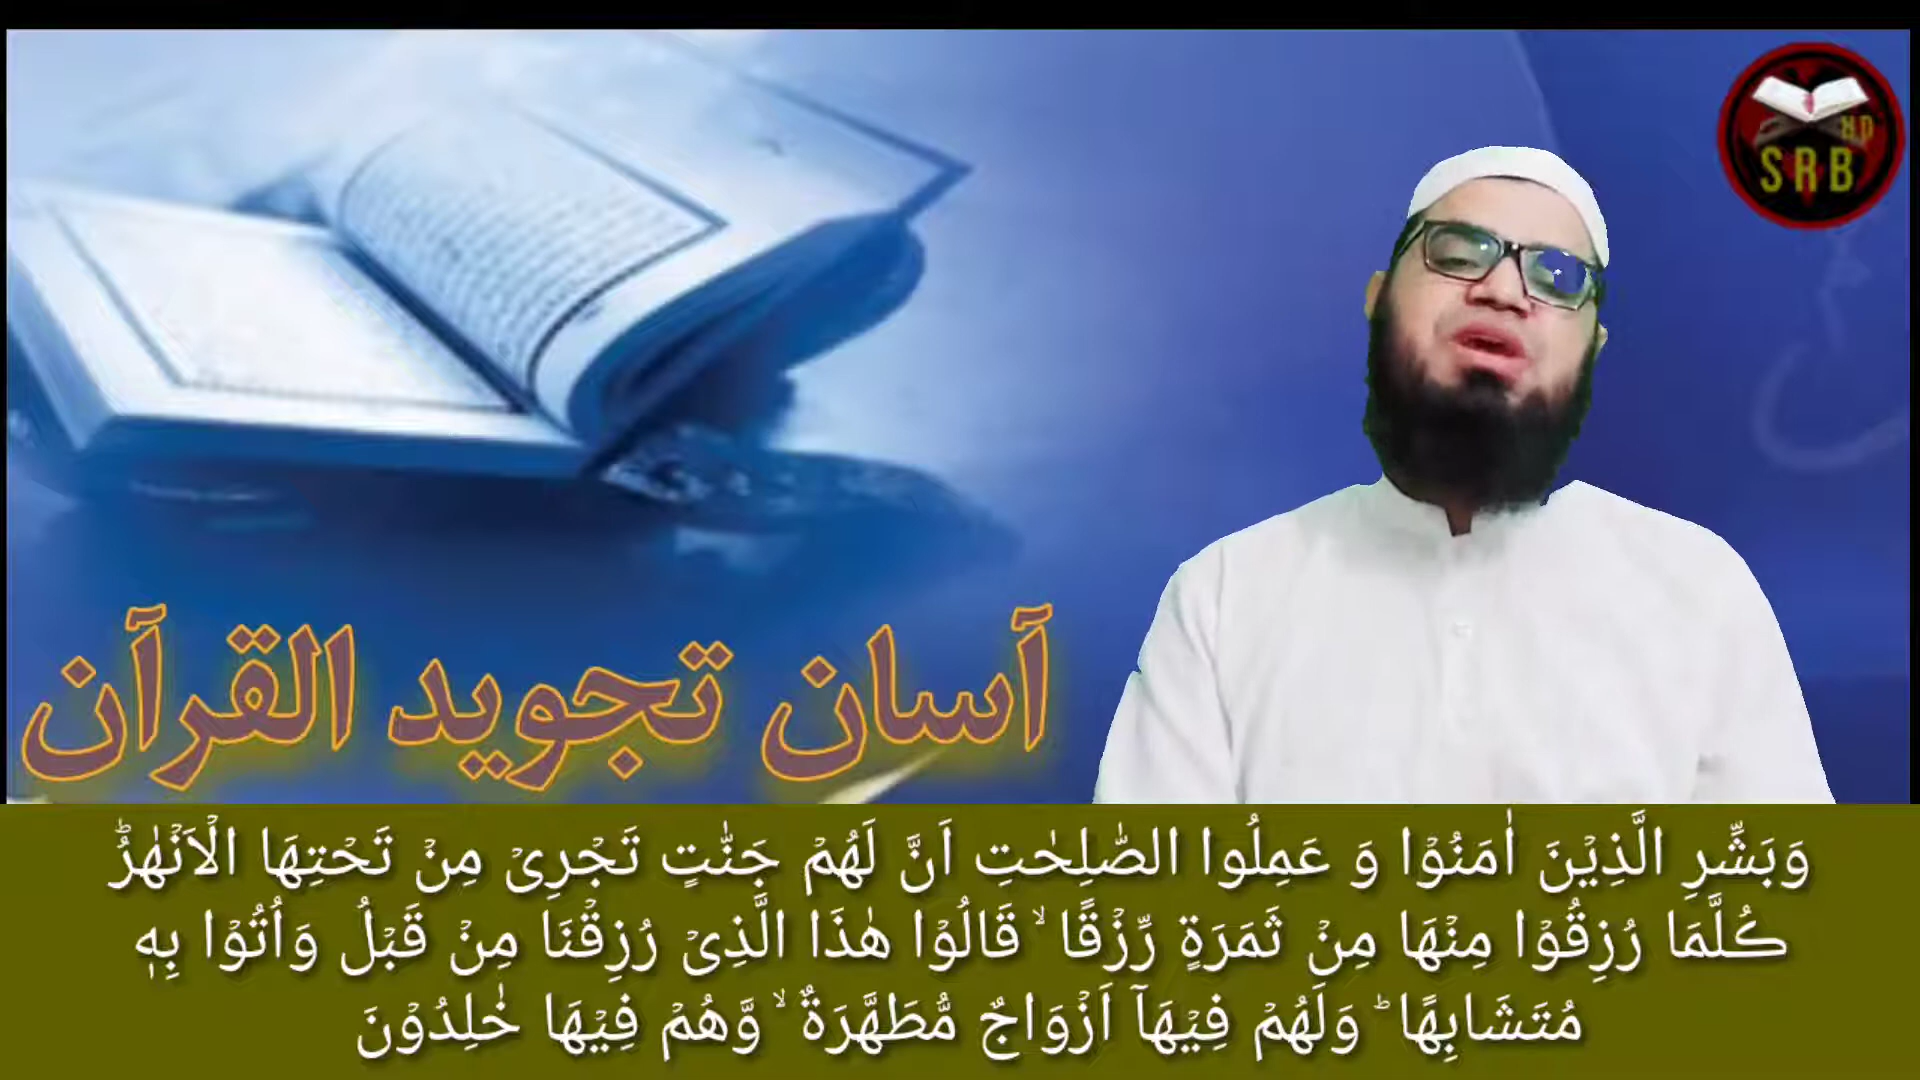 HD
SRB
آسان تجوید القرآن
وَبَشِّرِ الَّذِیْنَ اٰمَنُوْا وَ عَمِلُوا الصّٰلِحٰتِ اَنَّ لَهُمْ جَنّٰتٍ تَجْرِیْ مِنْ تَحْتِهَا الْاَنْهٰرُؕ
كُلَّمَا رُزِقُوْا مِنْهَا مِنْ ثَمَرَةٍ رِّزْقًا ۙ قَالُوْا هٰذَا الَّذِیْ رُزِقْنَا مِنْ قَبْلُ وَاُتُوْا بِهٖ
مُتَشَابِهًا ؕ وَلَهُمْ فِیْهَاۤ اَزْوَاجٌ مُّطَهَّرَةٌ ۙ وَّهُمْ فِیْهَا خٰلِدُوْنَ